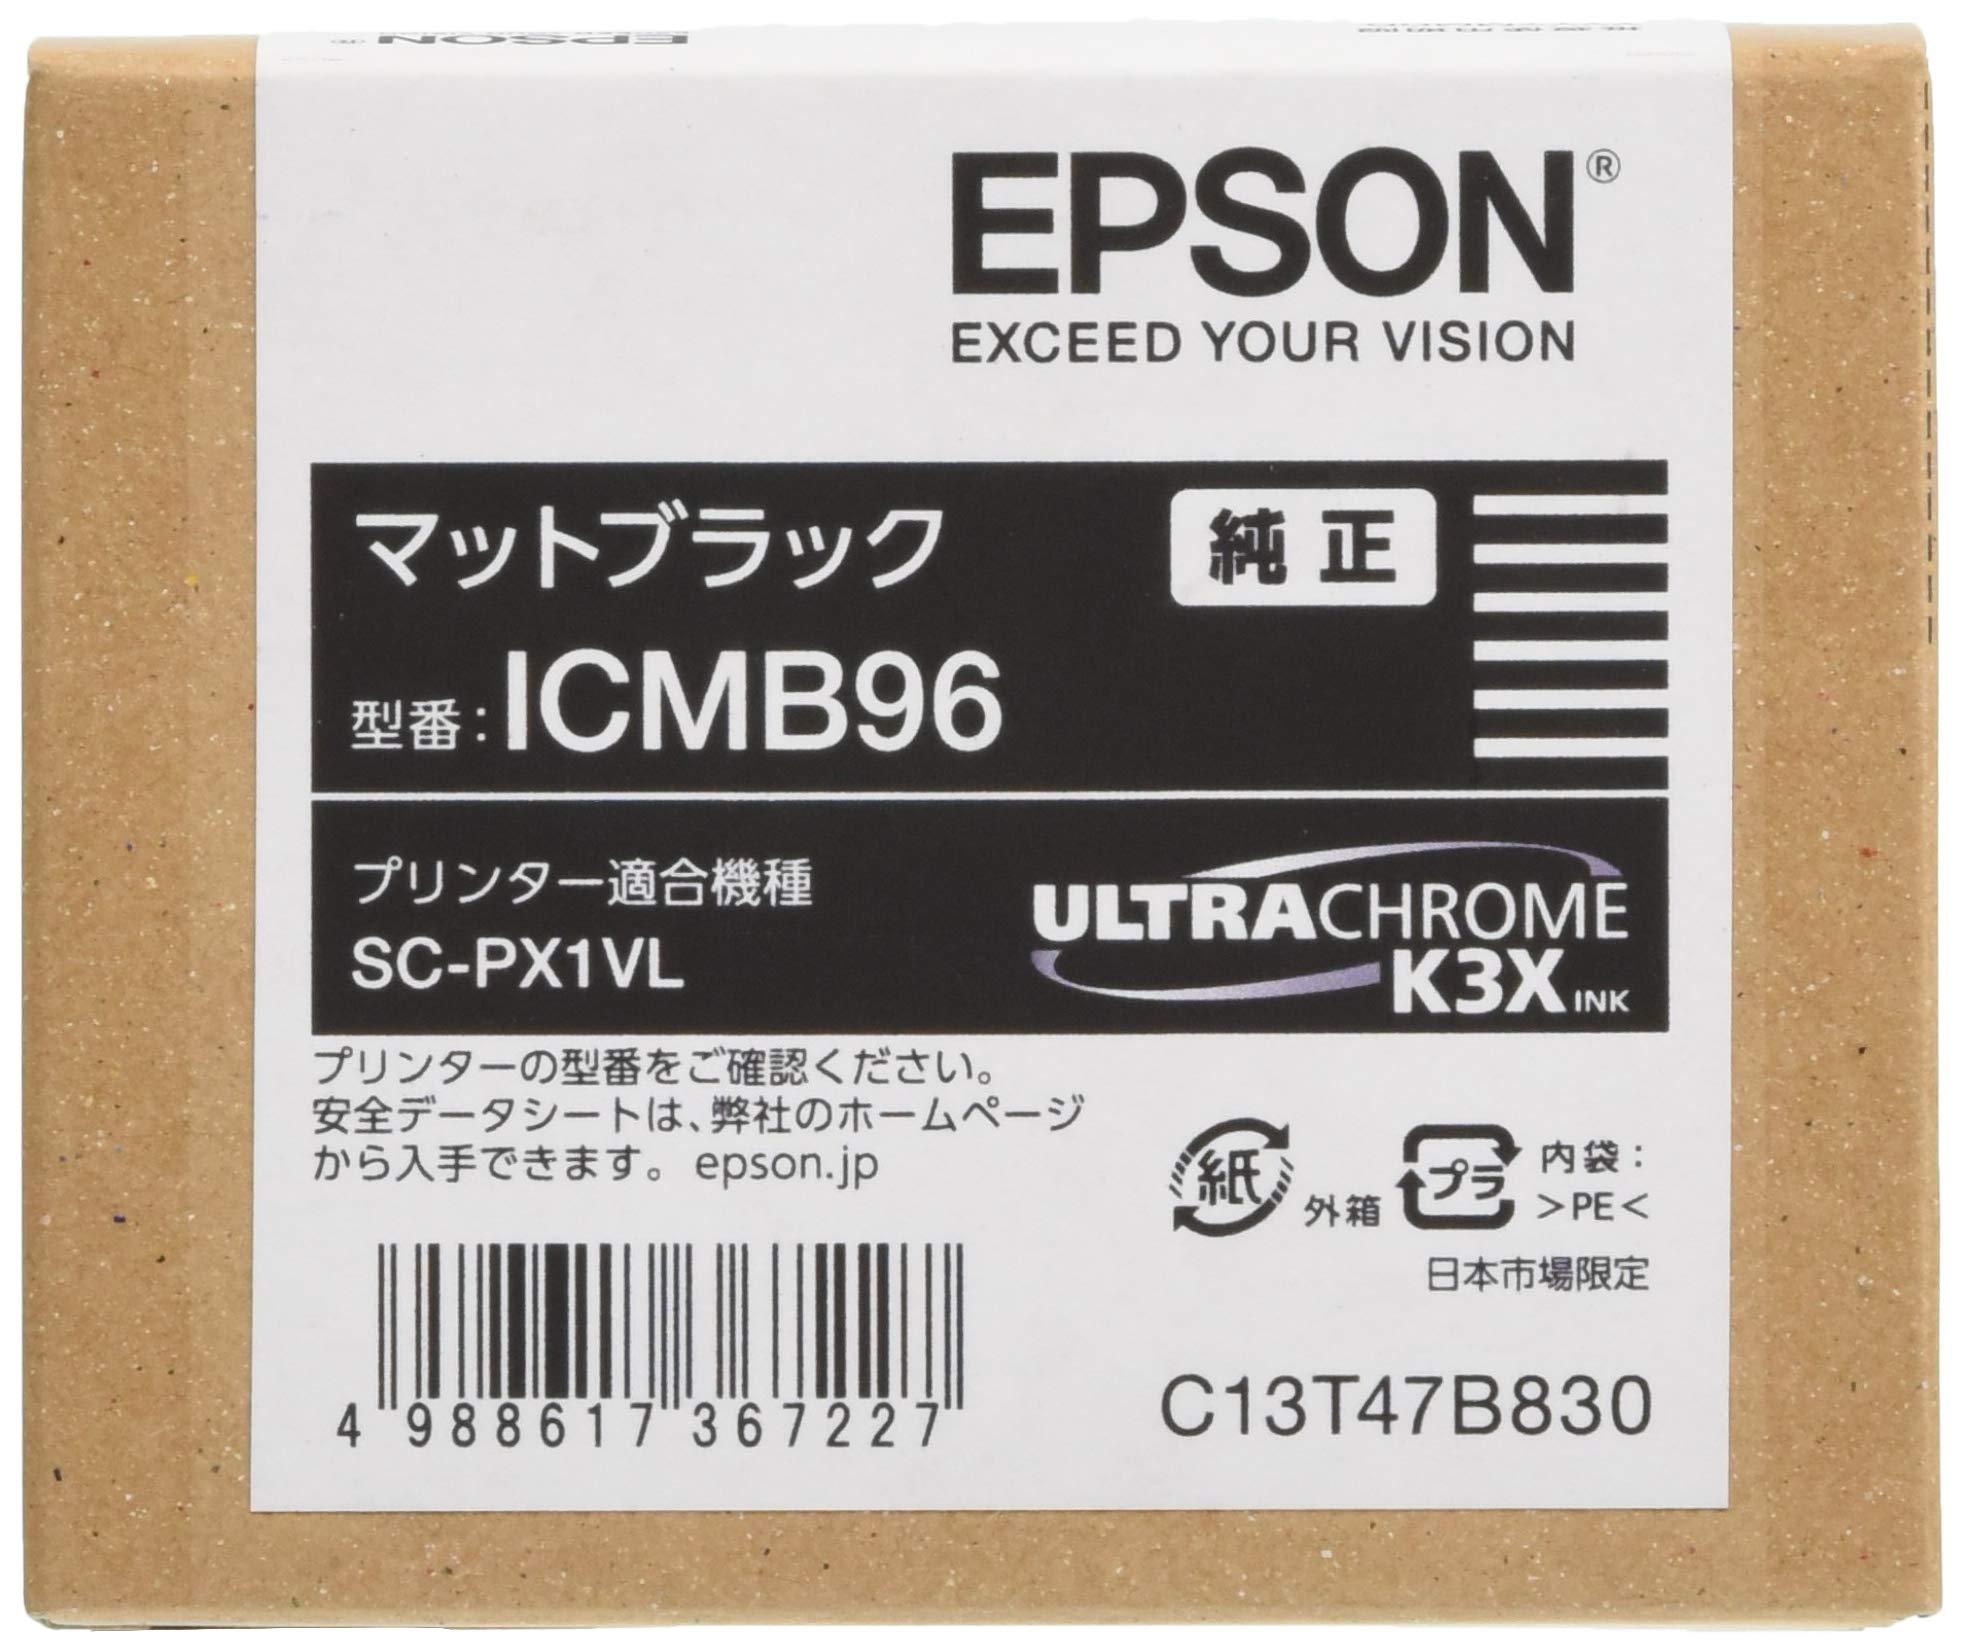 EPSON®
EPSON®
EXCEED YOUR VISION
マットブラック 純正
型番：ICMB96
プリンター適合機種
SC-PX1VL
ULTRACHROME
K3X INK
プリンターの型番をご確認ください。
安全データシートは、弊社のホームページ
から入手できます。epson.jp
紙 外箱 プラ 内袋：
>PE<
日本市場限定
4 988617 367227
C13T47B830